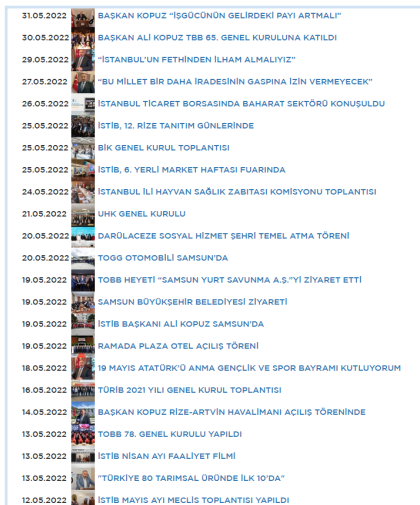 31.05.2022 BAŞKAN KOPUZ “İŞGÜCÜNÜN GELİRDEKİ PAYI ARTMALI”
30.05.2022 BAŞKAN ALİ KOPUZ TBB 65. GENEL KURULUNA KATILDI
29.05.2022 “İSTANBUL'UN FETHİNDEN İLHAM ALMALIYIZ”
27.05.2022 “BU MİLLET BİR DAHA İRADESİNİN GASPINA İZİN VERMEYECEK”
26.05.2022 İSTANBUL TİCARET BORSASINDA BAHARAT SEKTÖRÜ KONUŞULDU
25.05.2022 İSTİB, 12. RİZE TANITIM GÜNLERİNDE
25.05.2022 BİK GENEL KURUL TOPLANTISI
25.05.2022 İSTİB, 6. YERLİ MARKET HAFTASI FUARINDA
24.05.2022 İSTANBUL İLİ HAYVAN SAĞLIK ZABITASI KOMİSYONU TOPLANTISI
21.05.2022 UHK GENEL KURULU
20.05.2022 DARÜLACEZE SOSYAL HİZMET ŞEHRİ TEMEL ATMA TÖRENİ
20.05.2022 TOGG OTOMOBİLİ SAMSUN'DA
19.05.2022 TOBB HEYETİ “SAMSUN YURT SAVUNMA A.Ş.”Yİ ZİYARET ETTİ
19.05.2022 SAMSUN BÜYÜKŞEHİR BELEDİYESİ ZİYARETİ
19.05.2022 İSTİB BAŞKANI ALİ KOPUZ SAMSUN'DA
19.05.2022 RAMADA PLAZA OTEL AÇILIŞ TÖRENİ
18.05.2022 19 MAYIS ATATÜRK'Ü ANMA GENÇLİK VE SPOR BAYRAMI KUTLUYORUM
16.05.2022 TÜRİB 2021 YILI GENEL KURUL TOPLANTISI
14.05.2022 BAŞKAN KOPUZ RİZE-ARTVİN HAVALİMANI AÇILIŞ TÖRENİNDE
13.05.2022 TOBB 78. GENEL KURULU YAPILDI
13.05.2022 İSTİB NİSAN AYI FAALİYET FİLMİ
13.05.2022 "TÜRKİYE 80 TARIMSAL ÜRÜNDE İLK 10'DA"
12.05.2022 İSTİB MAYIS AYI MECLİS TOPLANTISI YAPILDI